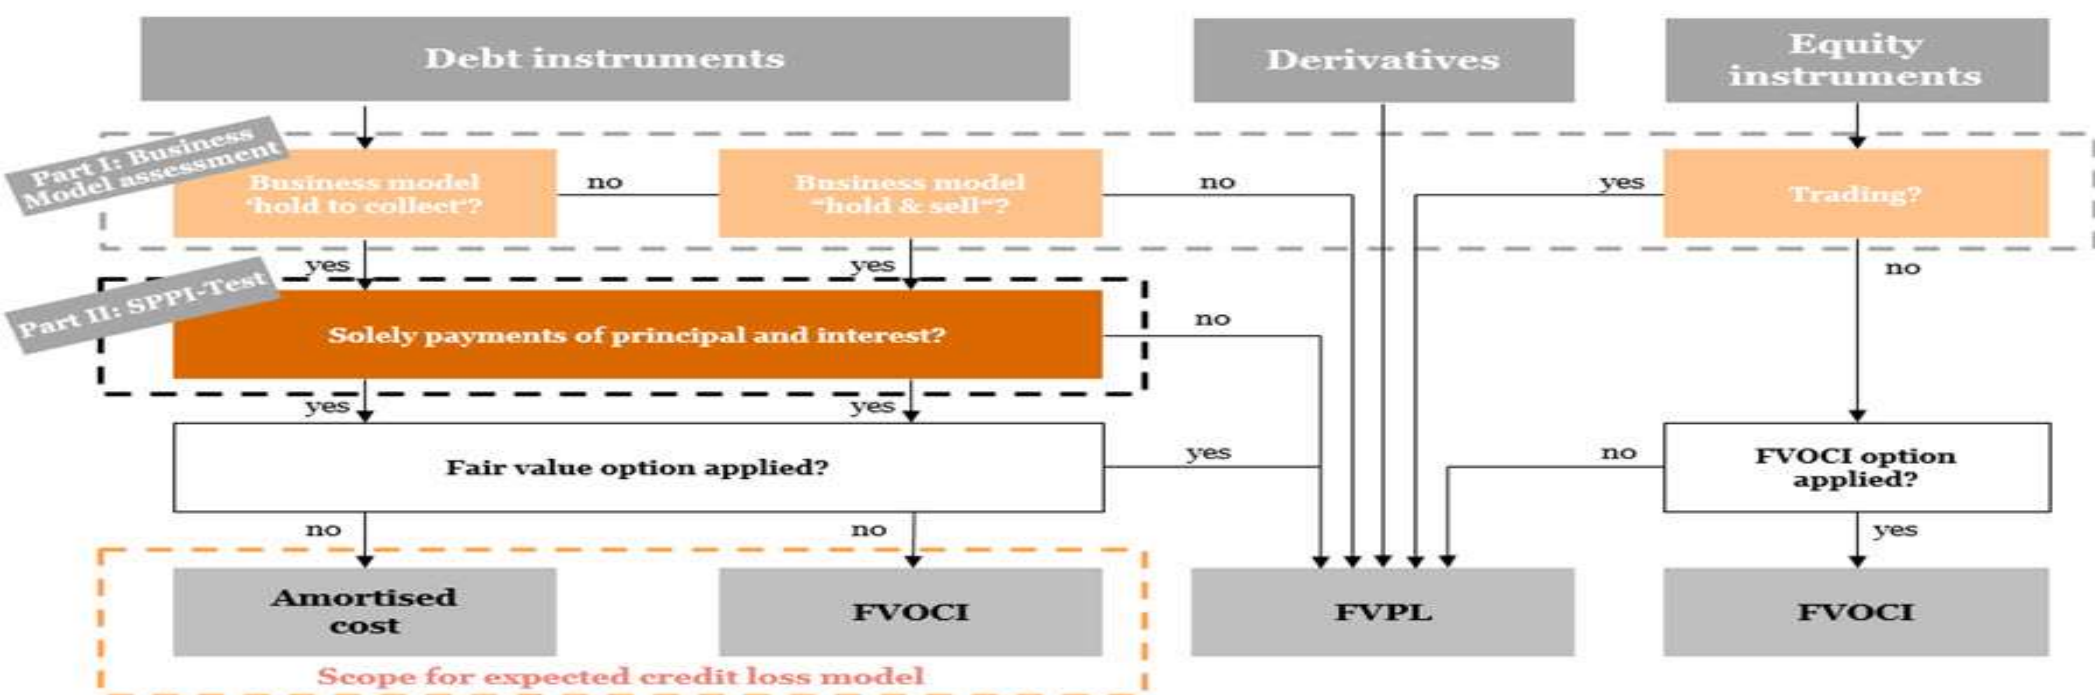 Debt instruments
Derivatives
Equity
instruments
Part I: Business
Model assessment
Business model
'hold to collect'?
no
Business model
"hold & sell"?
no
yes
Trading?
yes
yes
no
Part II: SPPI-Test
Solely payments of principal and interest?
no
yes
yes
Fair value option applied?
yes
no
FVOCI option
applied?
no
no
yes
Amortised
cost
FVOCI
FVPL
FVOCI
Scope for expected credit loss model